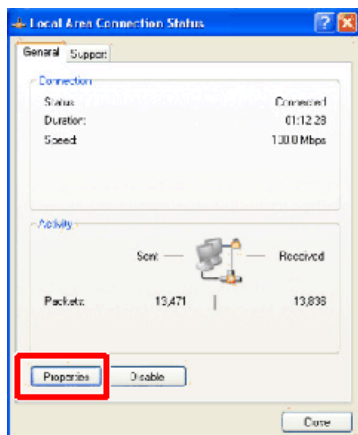 Local Area Connection Status
General Support
Connection
Status: Connected
Duration: 01:12:28
Speed: 100.0 Mbps
Activity
Sent — — Received
Packets: 13,471 | 13,838
Properties Disable
Close